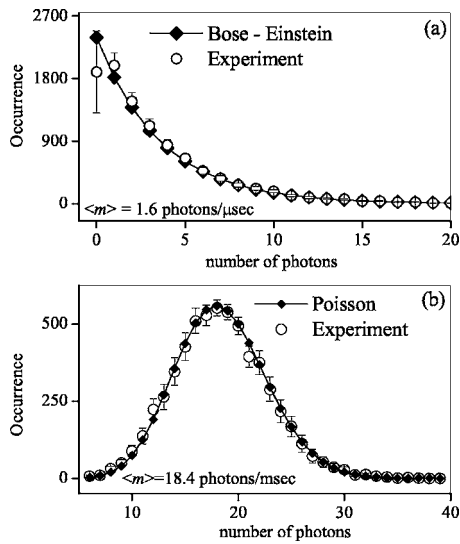 2700
(a)
Bose - Einstein
Experiment
1800
Occurrence
900
0
<m> = 1.6 photons/μsec
0 5 10 15 20
number of photons
(b)
Poisson
Experiment
500
Occurrence
250
0
<m>=18.4 photons/msec
10 20 30 40
number of photons